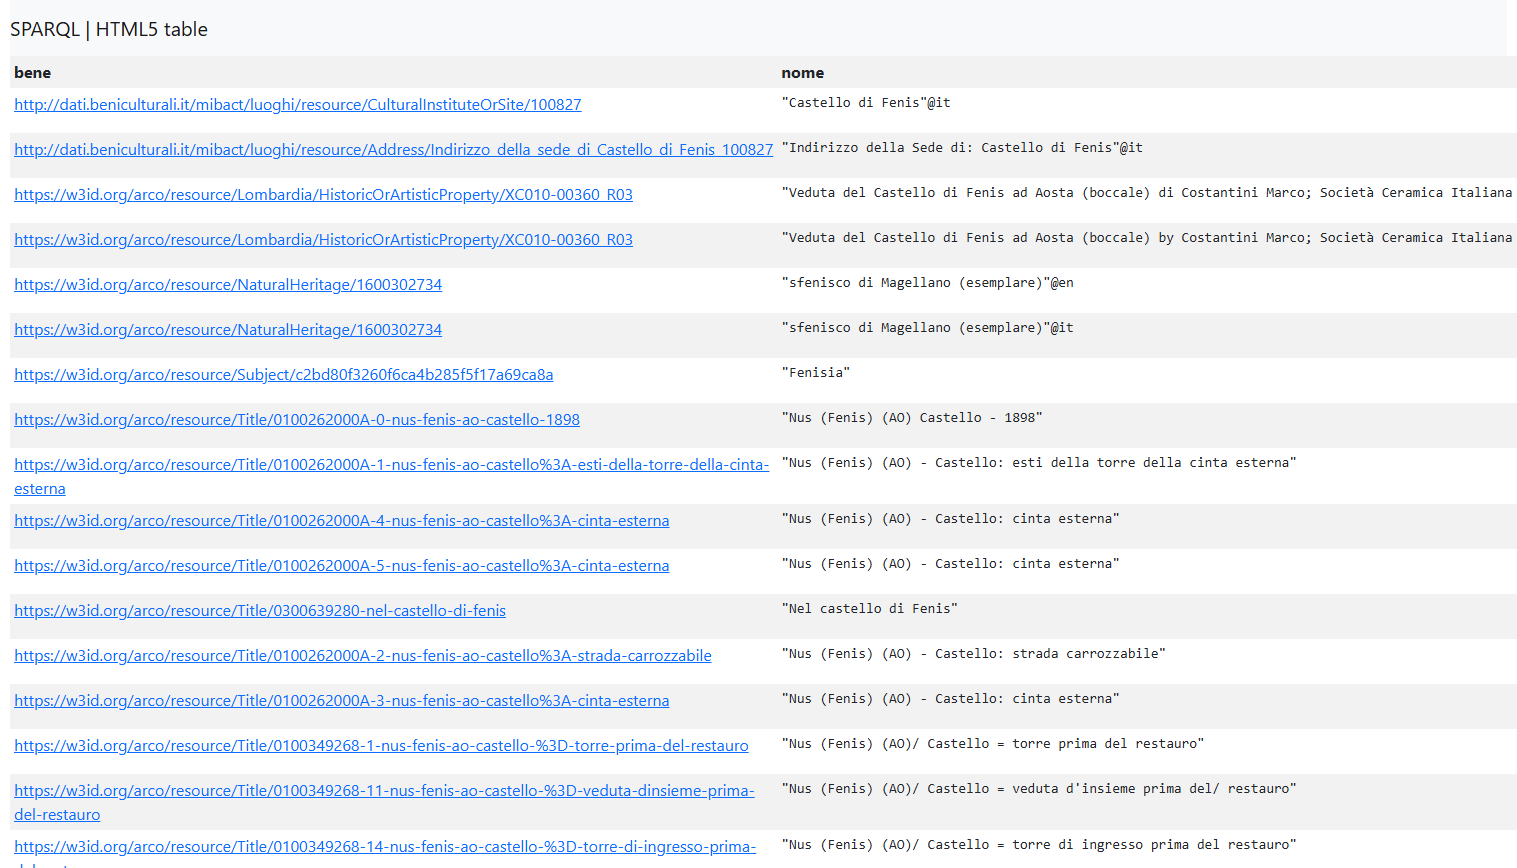 SPARQL | HTML5 table
bene nome
http://dati.beniculturali.it/mibact/luoghi/resource/CulturalInstituteOrSite/100827 "Castello di Fenis"@it
http://dati.beniculturali.it/mibact/luoghi/resource/Address/Indirizzo_della_sede_di_Castello_di_Fenis_100827 "Indirizzo della Sede di: Castello di Fenis"@it
https://w3id.org/arco/resource/Lombardia/HistoricOrArtisticProperty/XC010-00360_R03 "Veduta del Castello di Fenis ad Aosta (boccale) di Costantini Marco; Società Ceramica Italiana
https://w3id.org/arco/resource/Lombardia/HistoricOrArtisticProperty/XC010-00360_R03 "Veduta del Castello di Fenis ad Aosta (boccale) by Costantini Marco; Società Ceramica Italiana
https://w3id.org/arco/resource/NaturalHeritage/1600302734 "sfenisco di Magellano (esemplare)"@en
https://w3id.org/arco/resource/NaturalHeritage/1600302734 "sfenisco di Magellano (esemplare)"@it
https://w3id.org/arco/resource/Subject/c2bd80f3260f6ca4b285f5f17a69ca8a "Fenisia"
https://w3id.org/arco/resource/Title/0100262000A-0-nus-fenis-ao-castello-1898 "Nus (Fenis) (AO) Castello - 1898"
https://w3id.org/arco/resource/Title/0100262000A-1-nus-fenis-ao-castello%3A-esti-della-torre-della-cinta- "Nus (Fenis) (AO) - Castello: esti della torre della cinta esterna"
esterna
https://w3id.org/arco/resource/Title/0100262000A-4-nus-fenis-ao-castello%3A-cinta-esterna "Nus (Fenis) (AO) - Castello: cinta esterna"
https://w3id.org/arco/resource/Title/0100262000A-5-nus-fenis-ao-castello%3A-cinta-esterna "Nus (Fenis) (AO) - Castello: cinta esterna"
https://w3id.org/arco/resource/Title/0300639280-nel-castello-di-fenis "Nel castello di Fenis"
https://w3id.org/arco/resource/Title/0100262000A-2-nus-fenis-ao-castello%3A-strada-carrozzabile "Nus (Fenis) (AO) - Castello: strada carrozzabile"
https://w3id.org/arco/resource/Title/0100262000A-3-nus-fenis-ao-castello%3A-cinta-esterna "Nus (Fenis) (AO) - Castello: cinta esterna"
https://w3id.org/arco/resource/Title/0100349268-1-nus-fenis-ao-castello-%3D-torre-prima-del-restauro "Nus (Fenis) (AO)/ Castello = torre prima del restauro"
https://w3id.org/arco/resource/Title/0100349268-11-nus-fenis-ao-castello-%3D-veduta-dinsieme-prima- "Nus (Fenis) (AO)/ Castello = veduta d'insieme prima del/ restauro"
del-restauro
https://w3id.org/arco/resource/Title/0100349268-14-nus-fenis-ao-castello-%3D-torre-di-ingresso-prima- "Nus (Fenis) (AO)/ Castello = torre di ingresso prima del restauro"